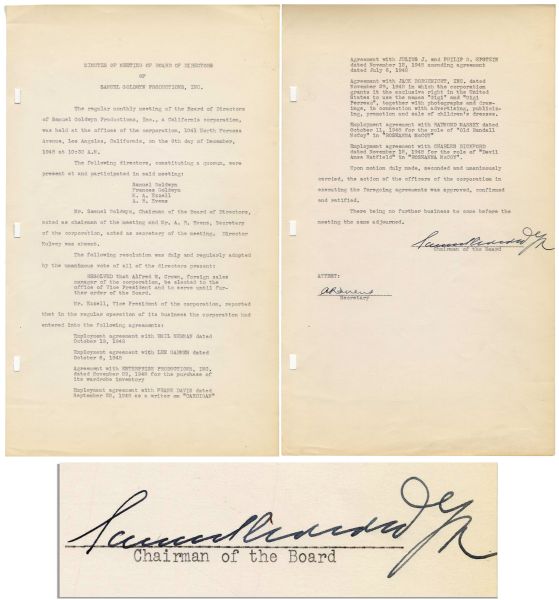 MINUTES OF MEETING OF BOARD OF DIRECTORS
OF
SAMUEL GOLDWYN PRODUCTIONS, INC.
The regular monthly meeting of the Board of Directors
of Samuel Goldwyn Productions, Inc., a California corporation,
was held at the offices of the corporation, 1041 North Formosa
Avenue, Los Angeles, California, on the 8th day of December,
1948 at 10:30 A.M.
The following directors, constituting a quorum, were
present at and participated in said meeting:
Samuel Goldwyn
Frances Goldwyn
K. A. Ezzell
A. R. Evens
Mr. Samuel Goldwyn, Chairman of the Board of Directors,
acted as chairman of the meeting and Mr. A. R. Evens, Secretary
of the corporation, acted as secretary of the meeting. Director
Mulvey was absent.
The following resolution was duly and regularly adopted
by the unanimous vote of all of the directors present:
RESOLVED that Alfred W. Crown, foreign sales
manager of the corporation, be elected to the
office of Vice President and to serve until fur-
ther order of the Board.
Mr. Ezzell, Vice President of the corporation, reported
that in the regular operation of its business the corporation had
entered into the following agreements:
Employment agreement with EMIL NEWMAN dated
October 18, 1948
Employment agreement with LEE GARMES dated
October 6, 1948
Agreement with ENTERPRISE PRODUCTIONS, INC.
dated November 29, 1948 for the purchase of
its wardrobe inventory
Employment agreement with FRANK DAVIS dated
September 28, 1948 as a writer on "CARDIGAN"
Agreement with JULIUS J. and PHILIP G. EPSTEIN
dated November 12, 1948 amending agreement
dated July 6, 1948
Agreement with JACK BORGENICHT, INC. dated
November 29, 1948 in which the corporation
grants it the exclusive right in the United
States to use the names "Gigi" and "Gigi
Perreau", together with photographs and draw-
ings, in connection with advertising, publiciz-
ing, promotion and sale of children's dresses.
Employment agreement with RAYMOND MASSEY dated
October 11, 1948 for the role of "Old Randall
McCoy" in "ROSEANNA McCOY"
Employment agreement with CHARLES BICKFORD
dated November 18, 1948 for the role of "Devil
Anse Hatfield" in "ROSEANNA McCOY".
Upon motion duly made, seconded and unanimously
carried, the action of the officers of the corporation in
executing the foregoing agreements was approved, confirmed
and ratified.
There being no further business to come before the
meeting the same adjourned.
Chairman of the Board
ATTEST:
Secretary
Chairman of the Board